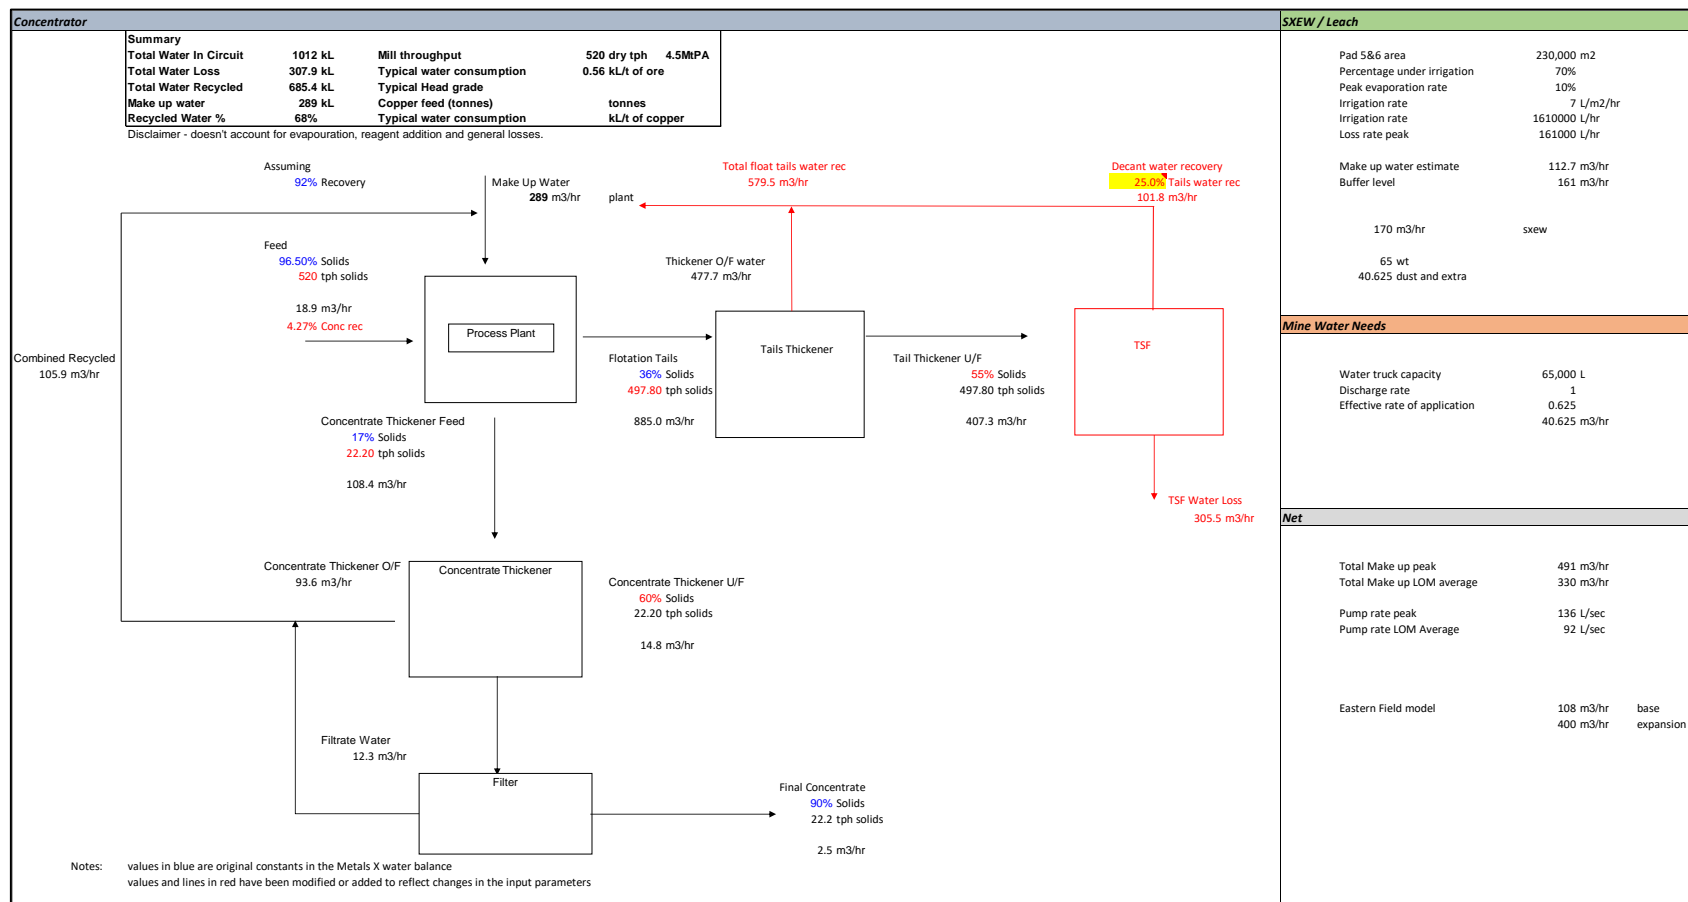 Concentrator
Summary
Total Water In Circuit 1012 kL Mill throughput 520 dry tph 4.5MtPA
Total Water Loss 307.9 kL Typical water consumption 0.56 kL/t of ore
Total Water Recycled 685.4 kL Typical Head grade
Make up water 289 kL Copper feed (tonnes) tonnes
Recycled Water % 68% Typical water consumption kL/t of copper
Disclaimer - doesn't account for evapouration, reagent addition and general losses.
Assuming
92% Recovery
Make Up Water
289 m3/hr plant
Total float tails water rec
579.5 m3/hr
Decant water recovery
25.0% Tails water rec
101.8 m3/hr
Feed
96.50% Solids
520 tph solids
18.9 m3/hr
4.27% Conc rec
Process Plant
Thickener O/F water
477.7 m3/hr
Tails Thickener
TSF
Combined Recycled
105.9 m3/hr
Flotation Tails
36% Solids
497.80 tph solids
885.0 m3/hr
Tail Thickener U/F
55% Solids
497.80 tph solids
407.3 m3/hr
Concentrate Thickener Feed
17% Solids
22.20 tph solids
108.4 m3/hr
TSF Water Loss
305.5 m3/hr
Concentrate Thickener O/F
93.6 m3/hr
Concentrate Thickener
Concentrate Thickener U/F
60% Solids
22.20 tph solids
14.8 m3/hr
Filtrate Water
12.3 m3/hr
Filter
Final Concentrate
90% Solids
22.2 tph solids
2.5 m3/hr
Notes: values in blue are original constants in the Metals X water balance
values and lines in red have been modified or added to reflect changes in the input parameters
SXEW / Leach
Pad 5&6 area 230,000 m2
Percentage under irrigation 70%
Peak evaporation rate 10%
Irrigation rate 7 L/m2/hr
Irrigation rate 1610000 L/hr
Loss rate peak 161000 L/hr
Make up water estimate 112.7 m3/hr
Buffer level 161 m3/hr
170 m3/hr sxew
65 wt
40.625 dust and extra
Mine Water Needs
Water truck capacity 65,000 L
Discharge rate 1
Effective rate of application 0.625
40.625 m3/hr
Net
Total Make up peak 491 m3/hr
Total Make up LOM average 330 m3/hr
Pump rate peak 136 L/sec
Pump rate LOM Average 92 L/sec
Eastern Field model 108 m3/hr base
400 m3/hr expansion